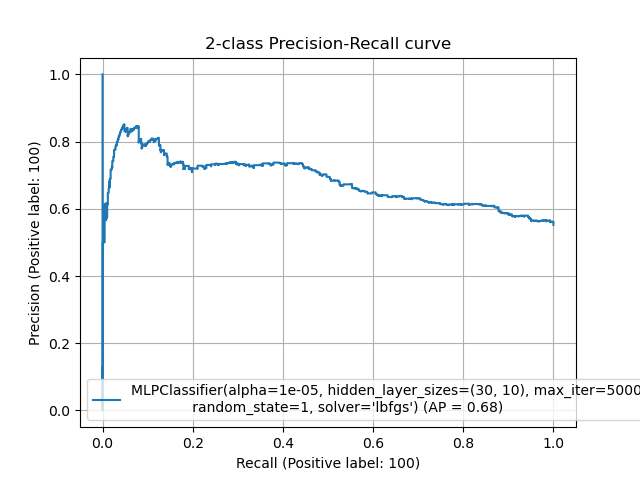 2-class Precision-Recall curve
1.0
0.8
0.6
0.4
0.2
0.0
Precision (Positive label: 100)
MLPClassifier(alpha=1e-05, hidden_layer_sizes=(30, 10), max_iter=5000
random_state=1, solver='lbfgs') (AP = 0.68)
0.0 0.2 0.4 0.6 0.8 1.0
Recall (Positive label: 100)